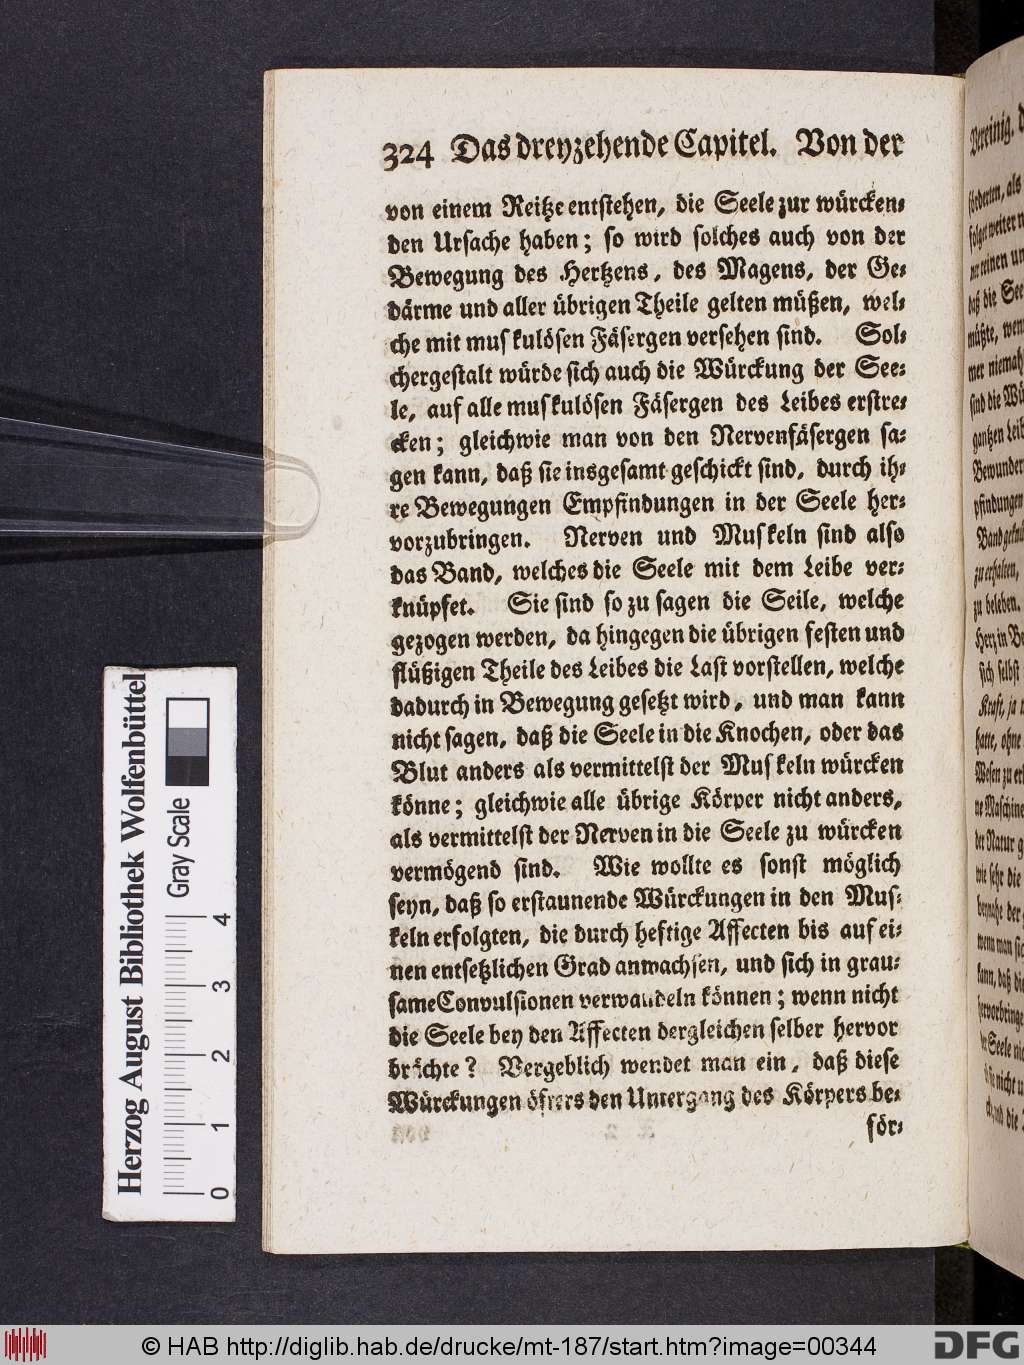 324 Das dreyzehende Capitel. Von der
von einem Reitze entstehen, die Seele zur würcken-
den Ursache haben; so wird solches auch von der
Bewegung des Hertzens, des Magens, der Ge-
därme und aller übrigen Theile gelten müßen, wel-
che mit muskulösen Fäsergen versehen sind. Sol-
chergestalt würde sich auch die Würckung der See-
le, auf alle muskulösen Fäsergen des Leibes erstre-
cken; gleichwie man von den Nervenfäsergen sa-
gen kann, daß sie insgesamt geschickt sind, durch ih-
re Bewegungen Empfindungen in der Seele her-
vorzubringen. Nerven und Muskeln sind also
das Band, welches die Seele mit dem Leibe ver-
knüpfet. Sie sind so zu sagen die Seile, welche
gezogen werden, da hingegen die übrigen festen und
flüßigen Theile des Leibes die Last vorstellen, welche
dadurch in Bewegung gesetzt wird, und man kann
nicht sagen, daß die Seele in die Knochen, oder das
Blut anders als vermittelst der Muskeln würcken
könne; gleichwie alle übrige Körper nicht anders,
als vermittelst der Nerven in die Seele zu würcken
vermögend sind. Wie wollte es sonst möglich
seyn, daß so erstaunende Würckungen in den Mus-
keln erfolgten, die durch heftige Affecten bis auf ei-
nen entsetzlichen Grad anwachsen, und sich in grau-
same Convulsionen verwandeln können; wenn nicht
die Seele bey den Affecten dergleichen selber hervor
brächte? Vergeblich wendet man ein, daß diese
Würckungen öfters den Untergang des Körpers be-
för-
Herzog August Bibliothek Wolfenbüttel
Gray Scale
0 1 2 3 4
© HAB http://diglib.hab.de/drucke/mt-187/start.htm?image=00344
DFG